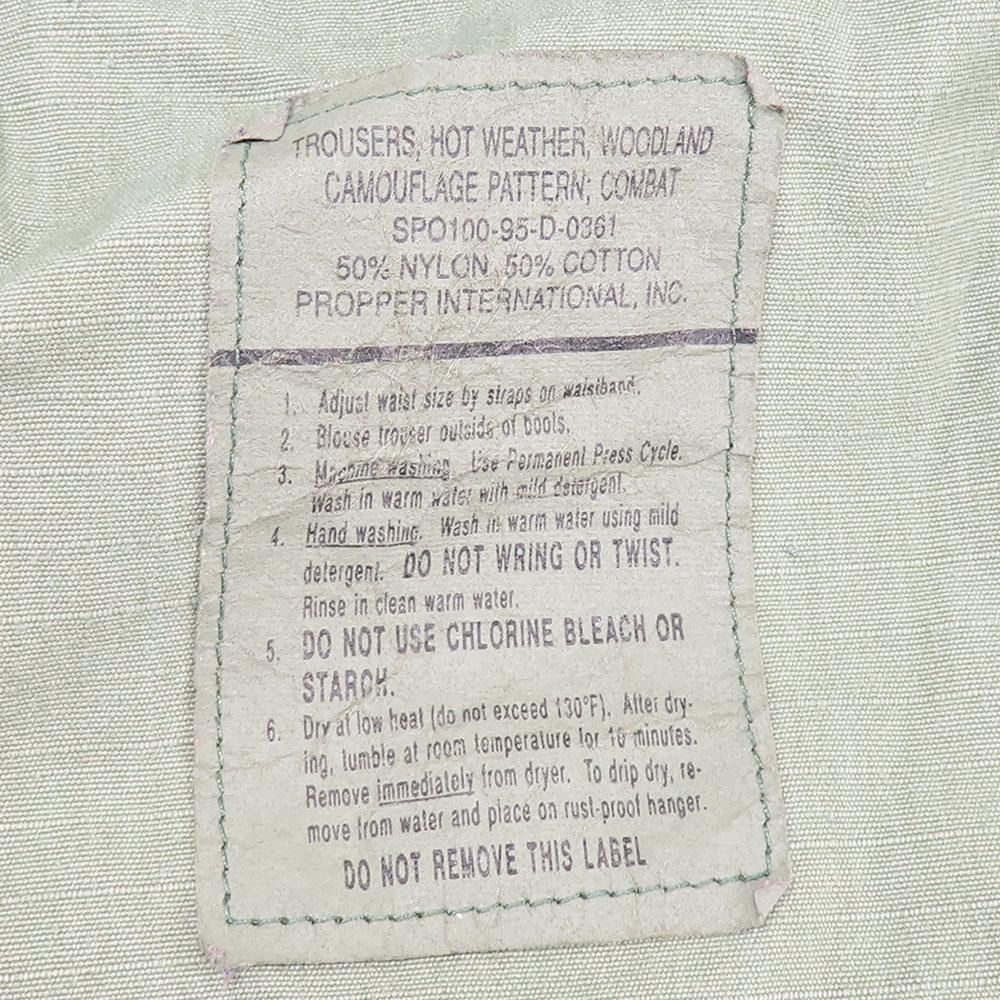 TROUSERS, HOT WEATHER, WOODLAND
CAMOUFLAGE PATTERN; COMBAT
SPO100-95-D-0361
50% NYLON, 50% COTTON
PROPPER INTERNATIONAL, INC.
1. Adjust waist size by straps on waistband.
2. Blouse trouser outside of boots.
3. Machine washing. Use Permanent Press Cycle.
Wash in warm water with mild detergent.
4. Hand washing. Wash in warm water using mild
detergent. DO NOT WRING OR TWIST.
Rinse in clean warm water.
5. DO NOT USE CHLORINE BLEACH OR
STARCH.
6. Dry at low heat (do not exceed 130°F). After dry-
ing, tumble at room temperature for 10 minutes.
Remove immediately from dryer. To drip dry, re-
move from water and place on rust-proof hanger.
DO NOT REMOVE THIS LABEL